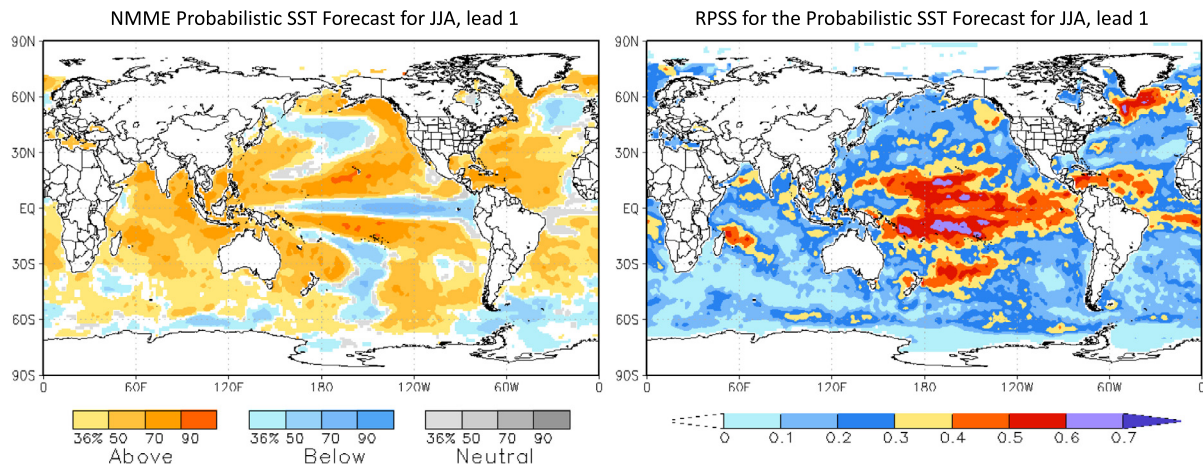 NMME Probabilistic SST Forecast for JJA, lead 1
90N
60N
30N
EQ
30S
60S
90S
0 60E 120E 180 120W 60W 0
36% 50 70 90
Above
36% 50 70 90
Below
36% 50 70 90
Neutral
RPSS for the Probabilistic SST Forecast for JJA, lead 1
90N
60N
30N
EQ
30S
60S
90S
0 60E 120E 180 120W 60W 0
0 0.1 0.2 0.3 0.4 0.5 0.6 0.7